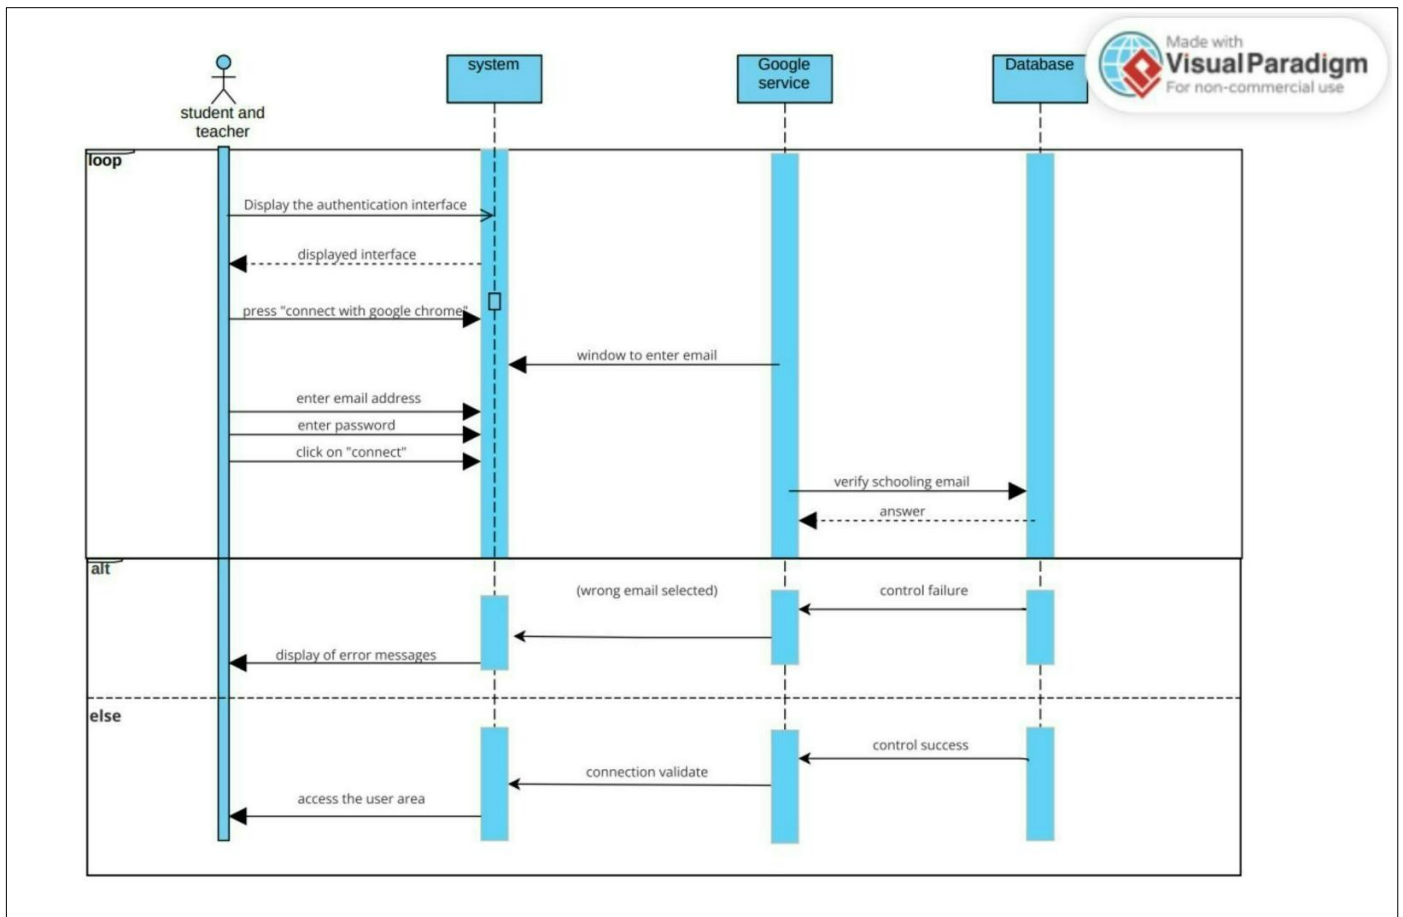 Made with
Visual Paradigm
For non-commercial use
system
Google
service
Database
student and
teacher
loop
Display the authentication interface
displayed interface
press "connect with google chrome"
window to enter email
enter email address
enter password
click on "connect"
verify schooling email
answer
alt
(wrong email selected)
control failure
display of error messages
else
control success
connection validate
access the user area